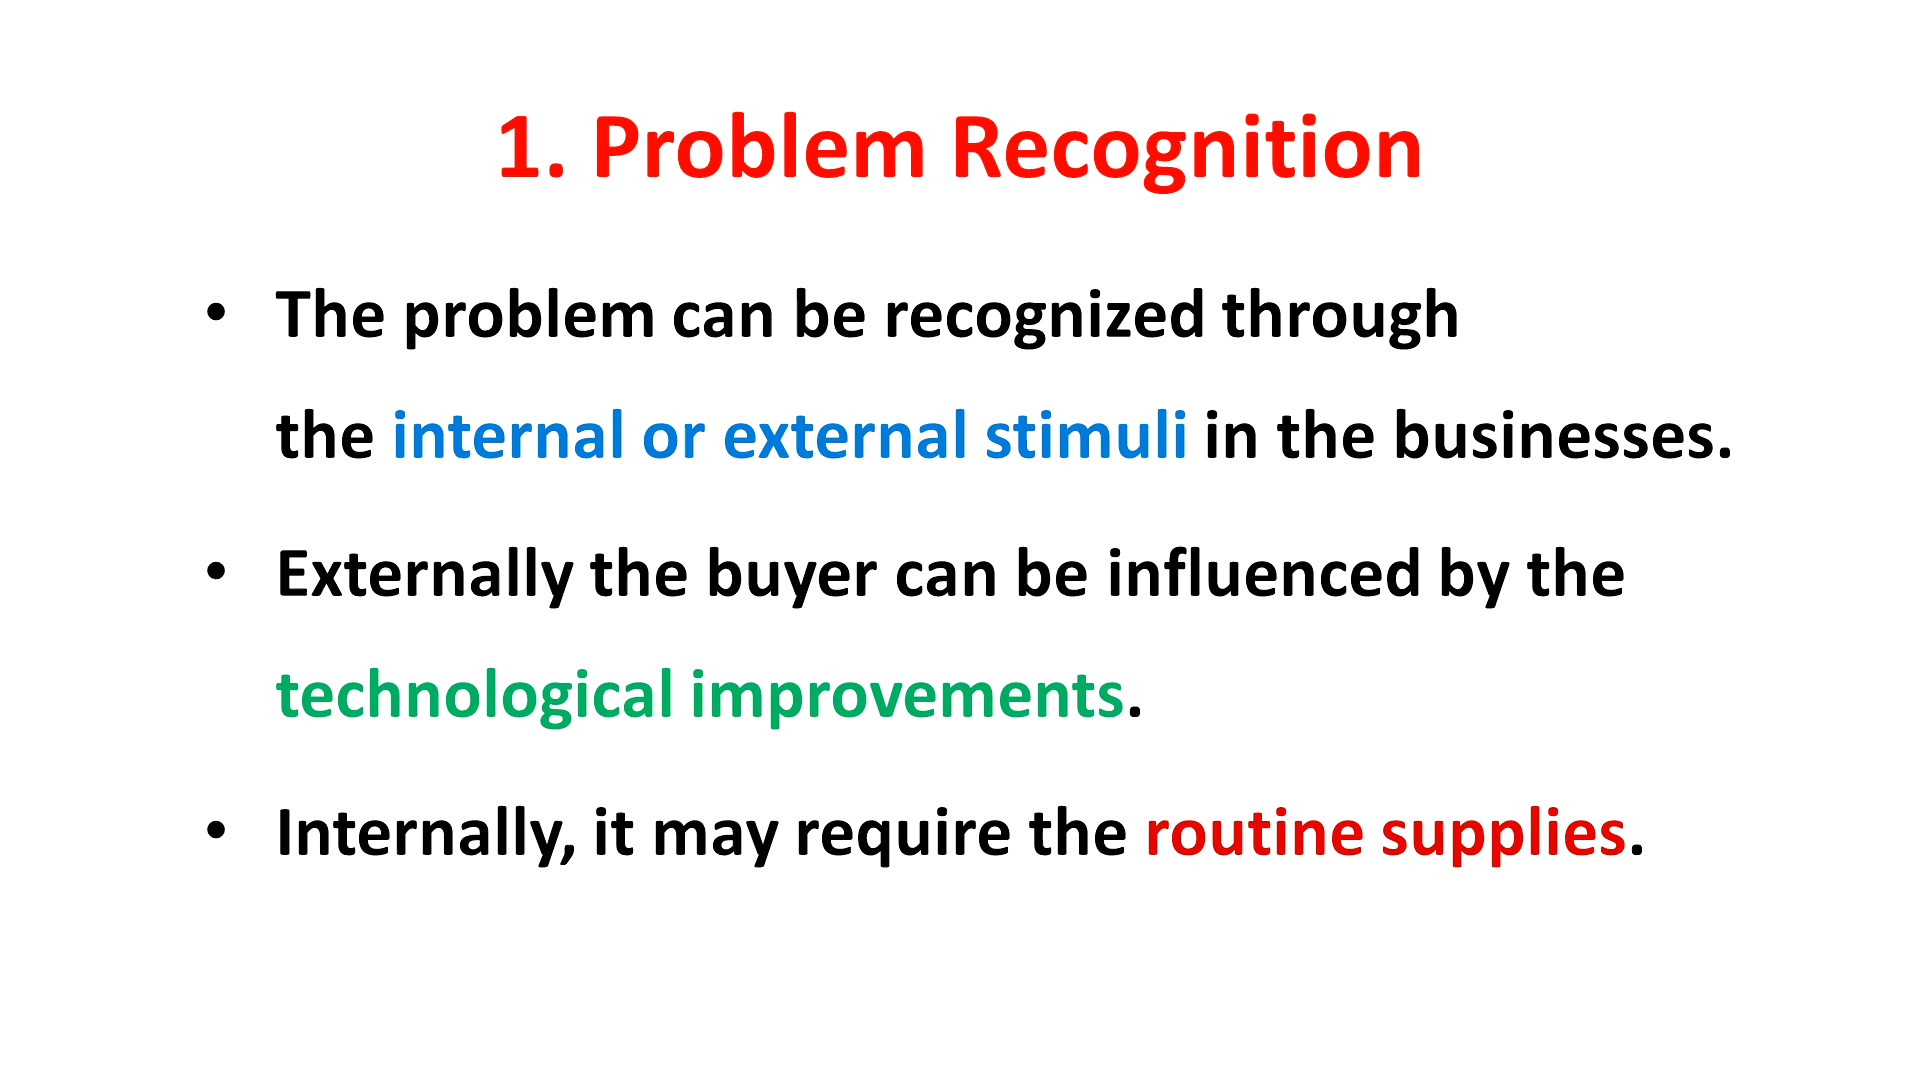 1. Problem Recognition
• The problem can be recognized through
the internal or external stimuli in the businesses.
• Externally the buyer can be influenced by the
technological improvements.
• Internally, it may require the routine supplies.